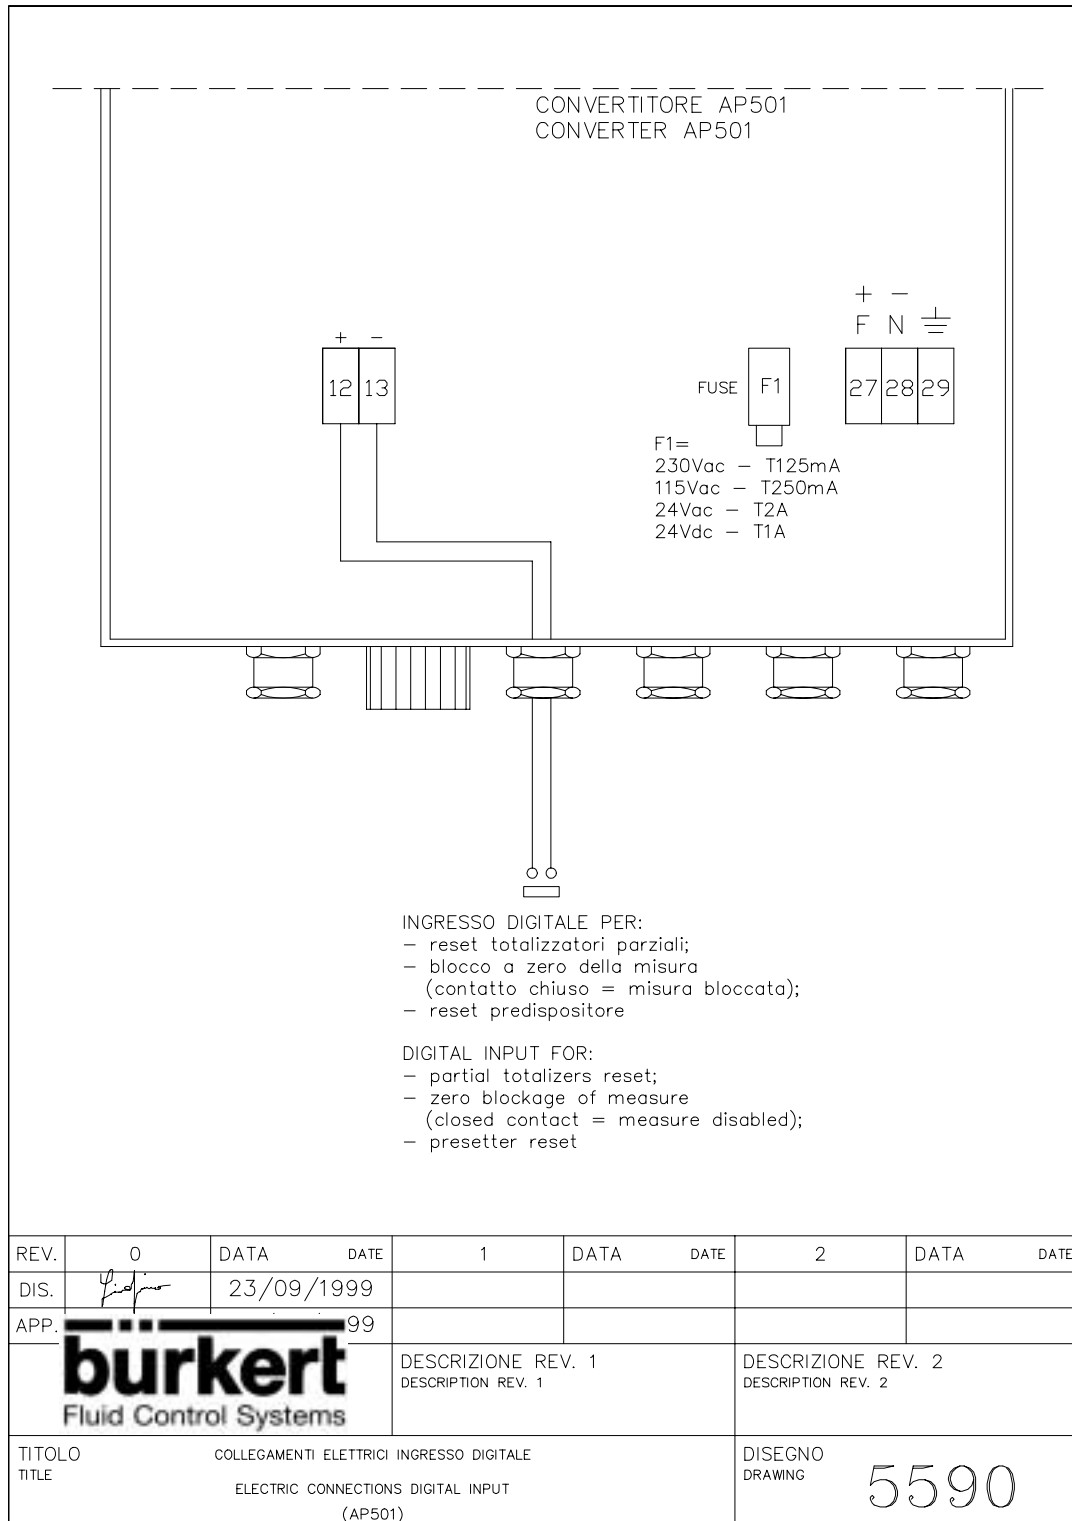 CONVERTITORE AP501
CONVERTER AP501
+ −
F N
+ −
12 13
FUSE F1
27 28 29
F1=
230Vac − T125mA
115Vac − T250mA
24Vac − T2A
24Vdc − T1A
INGRESSO DIGITALE PER:
− reset totalizzatori parziali;
− blocco a zero della misura
(contatto chiuso = misura bloccata);
− reset predispositore
DIGITAL INPUT FOR:
− partial totalizers reset;
− zero blockage of measure
(closed contact = measure disabled);
− presetter reset
REV. 0 DATA DATE 1 DATA DATE 2 DATA DATE
DIS. 23/09/1999
APP. 99
burkert
Fluid Control Systems
DESCRIZIONE REV. 1
DESCRIPTION REV. 1
DESCRIZIONE REV. 2
DESCRIPTION REV. 2
TITOLO
TITLE
COLLEGAMENTI ELETTRICI INGRESSO DIGITALE
ELECTRIC CONNECTIONS DIGITAL INPUT
(AP501)
DISEGNO
DRAWING
5590